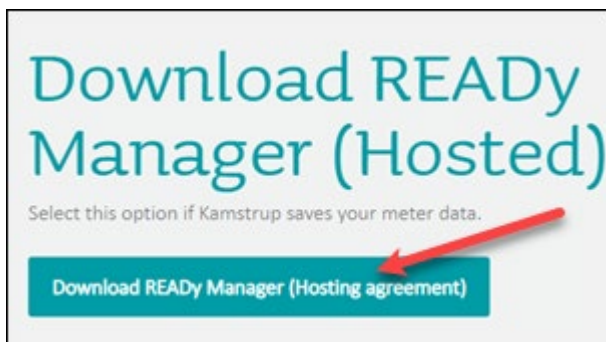 Download READy
Manager (Hosted)
Select this option if Kamstrup saves your meter data.
Download READy Manager (Hosting agreement)